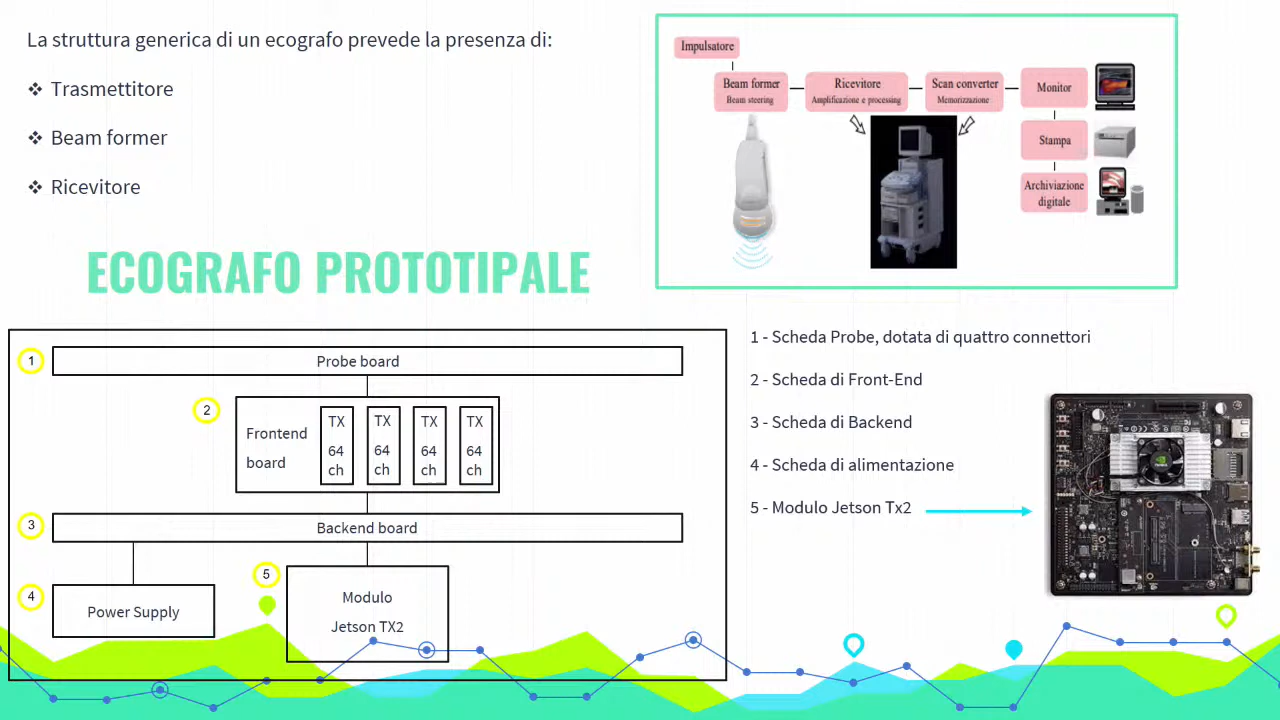 La struttura generica di un ecografo prevede la presenza di:
❖ Trasmettitore
❖ Beam former
❖ Ricevitore
Impulsatore
Beam former
Beam steering
Ricevitore
Amplificazione e processing
Scan converter
Memorizzazione
Monitor
Stampa
Archiviazione
digitale
ECOGRAFO PROTOTIPALE
1
Probe board
2
Frontend
board
TX
64
ch
TX
64
ch
TX
64
ch
TX
64
ch
3
Backend board
4
Power Supply
5
Modulo
Jetson TX2
1 - Scheda Probe, dotata di quattro connettori
2 - Scheda di Front-End
3 - Scheda di Backend
4 - Scheda di alimentazione
5 - Modulo Jetson Tx2